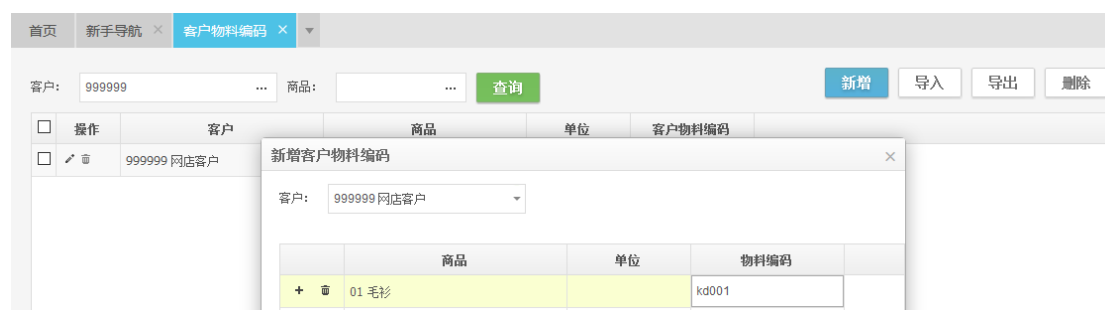 首页 新手导航 客户物料编码
客户: 999999 ... 商品: ... 查询 新增 导入 导出 删除
操作 客户 商品 单位 客户物料编码
999999 网店客户
新增客户物料编码
客户: 999999 网店客户
商品 单位 物料编码
01 毛衫 kd001